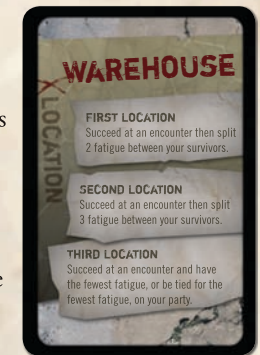 WAREHOUSE
LOCATION
FIRST LOCATION
Succeed at an encounter then split
2 fatigue between your survivors.
SECOND LOCATION
Succeed at an encounter then split
3 fatigue between your survivors.
THIRD LOCATION
Succeed at an encounter and have
the fewest fatigue, or be tied for the
fewest fatigue, on your party.